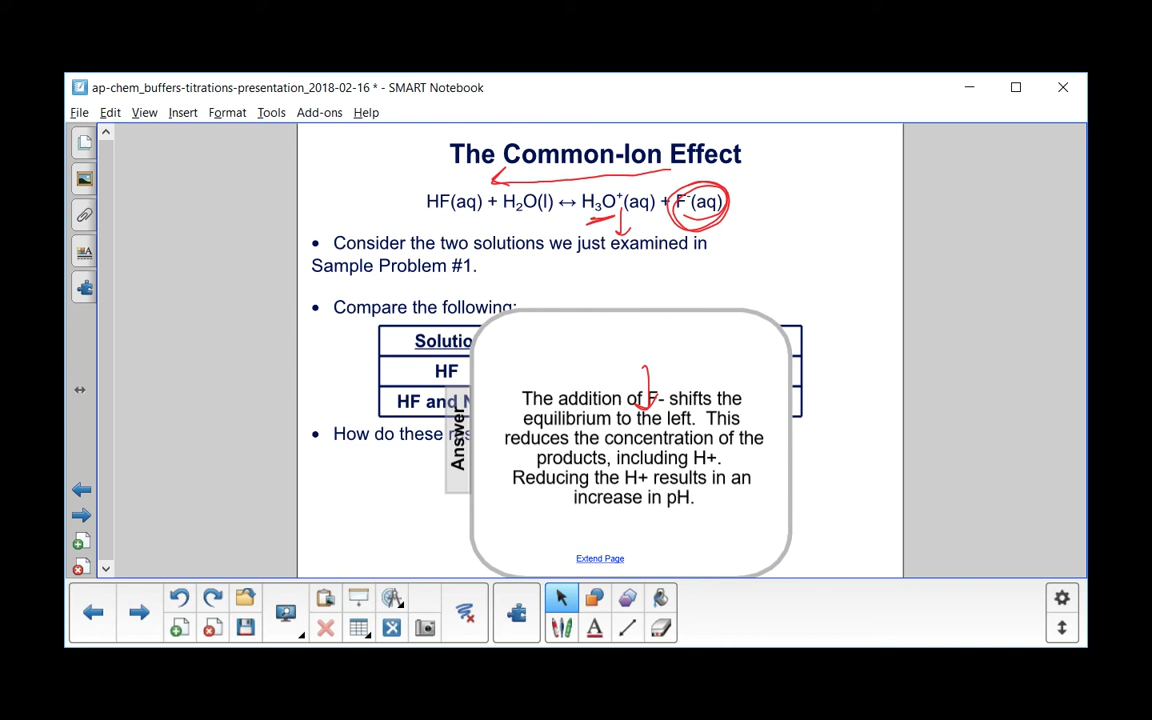 ap-chem_buffers-titrations-presentation_2018-02-16 * - SMART Notebook
File Edit View Insert Format Tools Add-ons Help
The Common-Ion Effect
HF(aq) + H₂O(l) ↔ H₃O⁺(aq) + F⁻(aq)
• Consider the two solutions we just examined in
Sample Problem #1.
• Compare the following:
Solutio
HF
HF and N
• How do these res
Answer
The addition of F- shifts the
equilibrium to the left. This
reduces the concentration of the
products, including H+.
Reducing the H+ results in an
increase in pH.
Extend Page